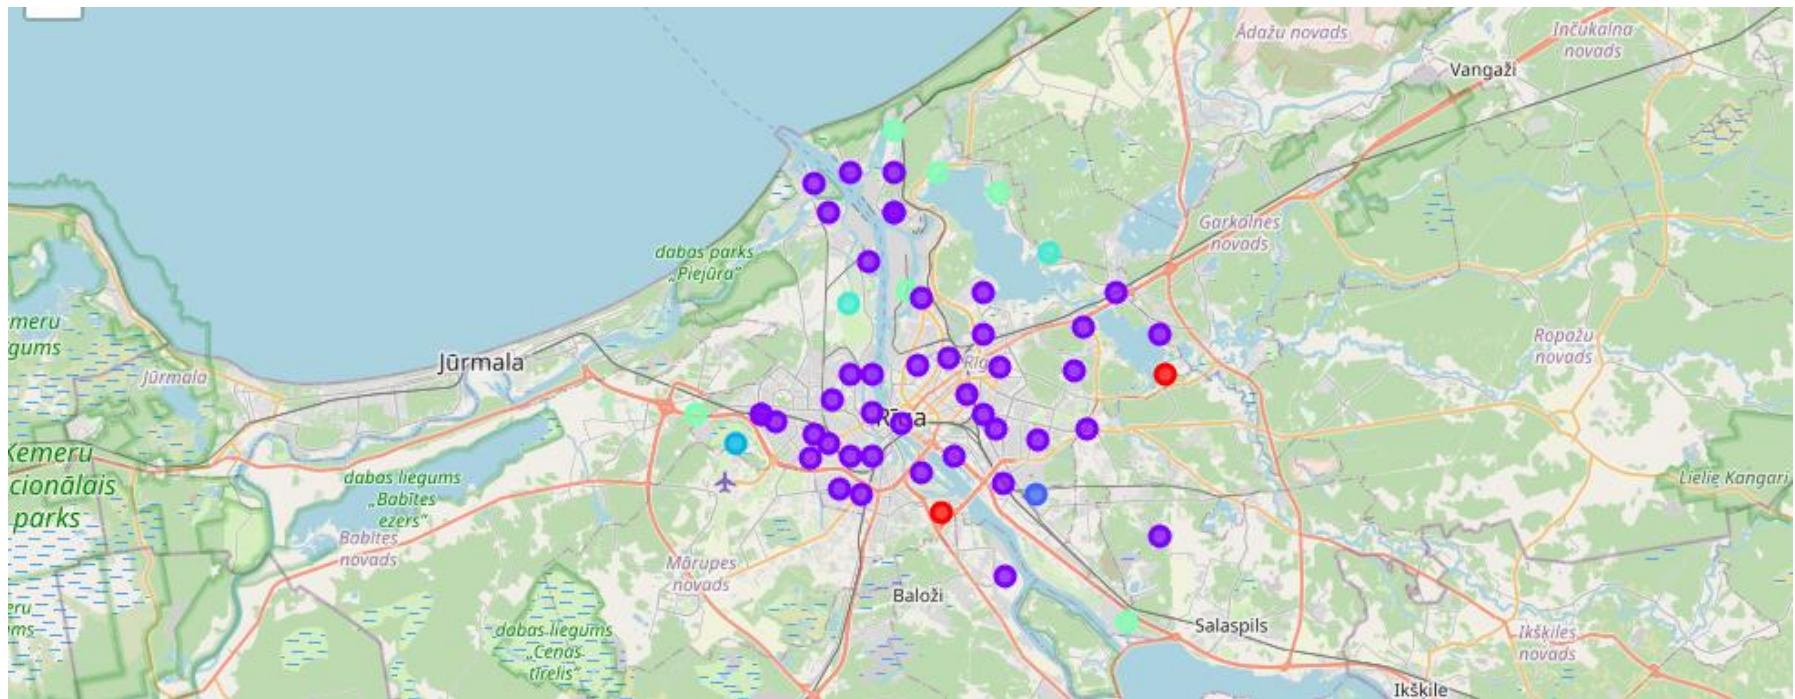 Ādažu novads
Inčukalna
novads
Vangaži
Garkalnes
novads
dabas parks
„Piejūra”
Jūrmala
Jūrmala
Ropažu
novads
Rīga
Lielie Kangari
dabas liegums
„Babītes
ezers”
Babītes
novads
Mārupes
novads
Baloži
dabas liegums
„Cenas
tīrelis”
Salaspils
Ikšķiles
novads
Ikšķile
Ķemeru
cionālais
parks
emeru
gums